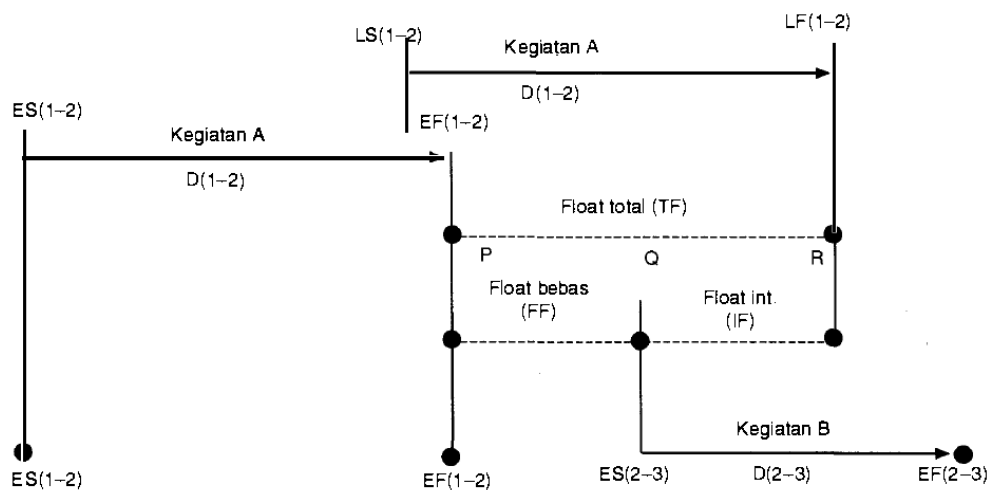 LF(1–2)
LS(1–2)
Kegiatan A
D(1–2)
ES(1–2)
EF(1–2)
Kegiatan A
D(1–2)
Float total (TF)
P
Q
R
Float bebas
(FF)
Float int.
(IF)
Kegiatan B
ES(1–2)
EF(1–2)
ES(2–3)
D(2–3)
EF(2–3)